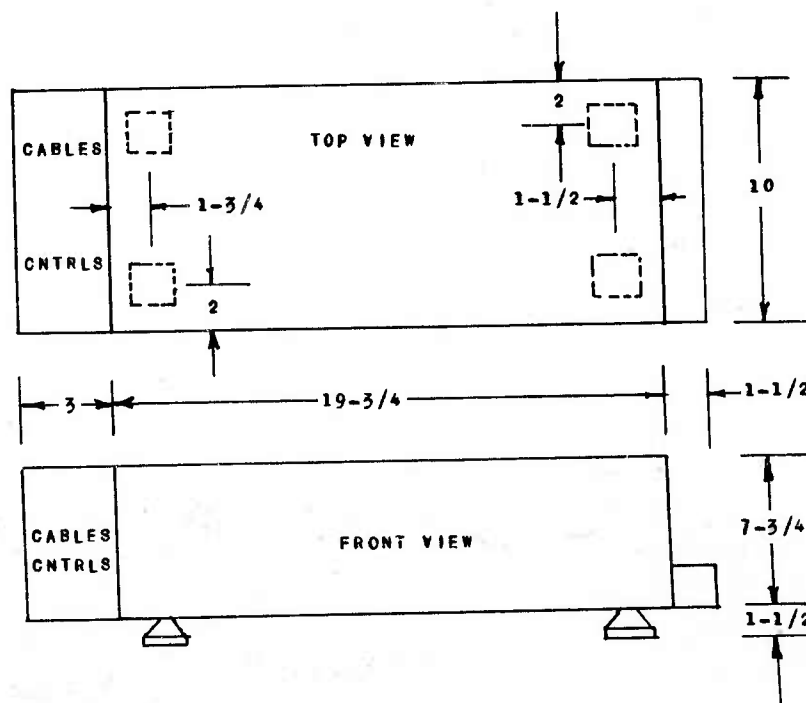 2
CABLES
TOP VIEW
1-3/4
1-1/2
10
CNTRLS
2
3
19-3/4
1-1/2
7-3/4
CABLES
CNTRLS
FRONT VIEW
1-1/2